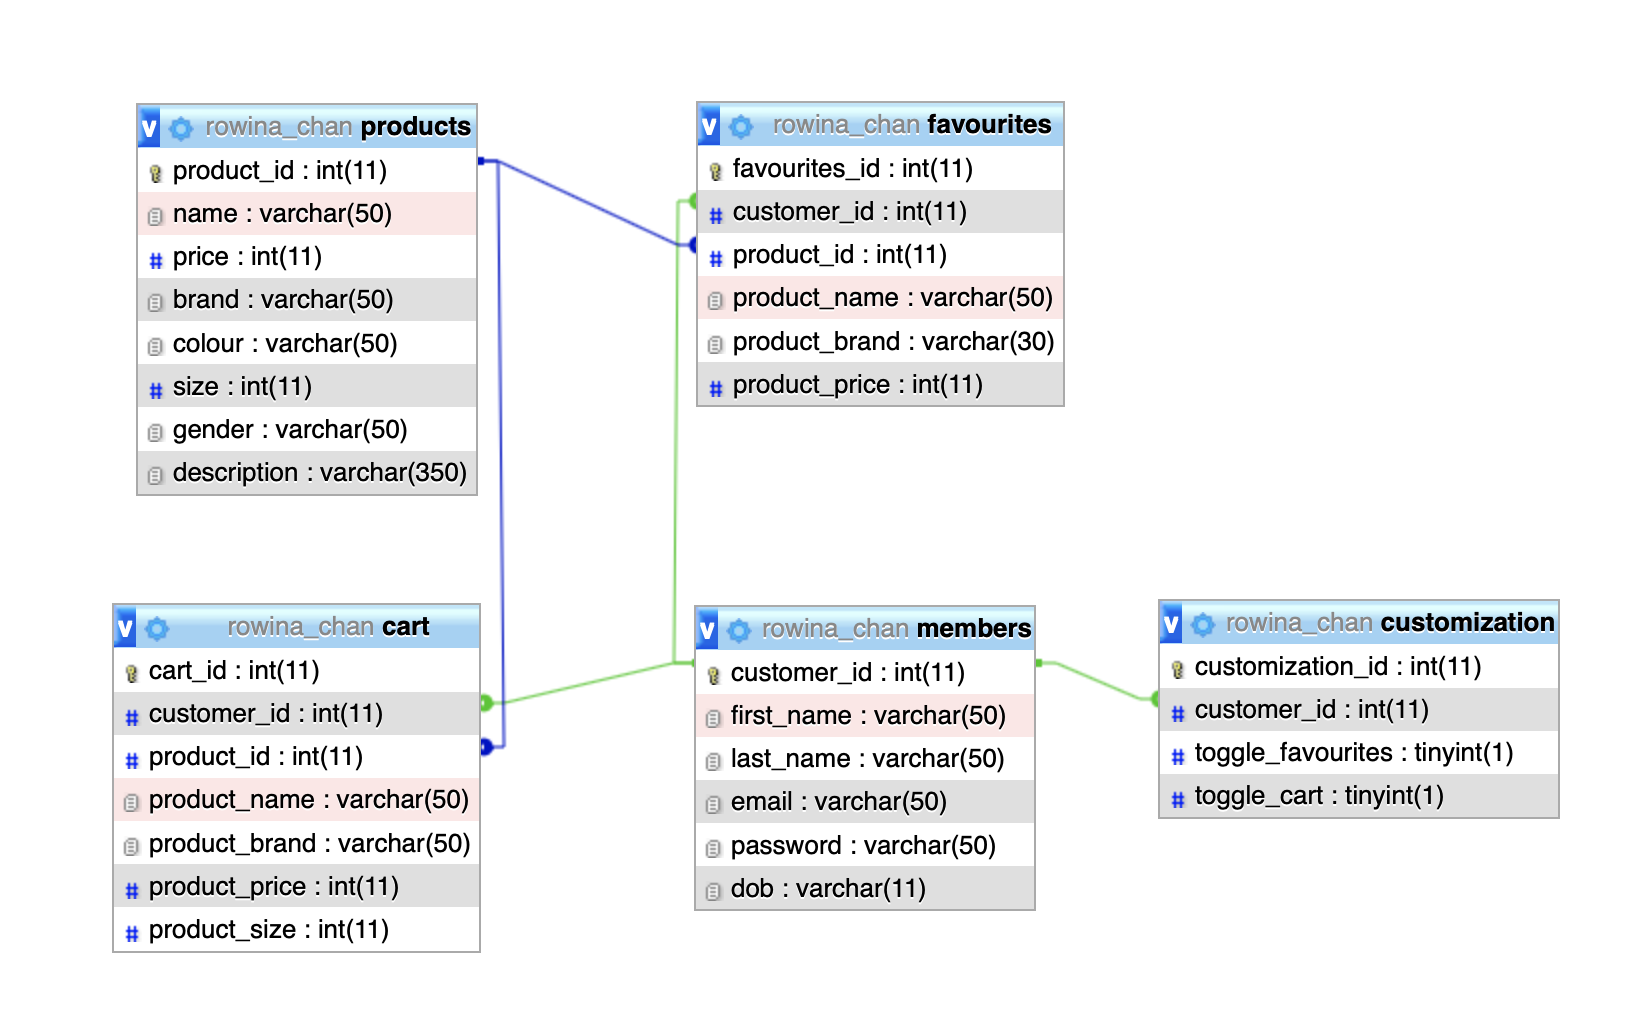 v rowina_chan products
product_id : int(11)
name : varchar(50)
# price : int(11)
brand : varchar(50)
colour : varchar(50)
# size : int(11)
gender : varchar(50)
description : varchar(350)
v rowina_chan favourites
favourites_id : int(11)
# customer_id : int(11)
# product_id : int(11)
product_name : varchar(50)
product_brand : varchar(30)
# product_price : int(11)
v rowina_chan cart
cart_id : int(11)
# customer_id : int(11)
# product_id : int(11)
product_name : varchar(50)
product_brand : varchar(50)
# product_price : int(11)
# product_size : int(11)
v rowina_chan members
customer_id : int(11)
first_name : varchar(50)
last_name : varchar(50)
email : varchar(50)
password : varchar(50)
dob : varchar(11)
v rowina_chan customization
customization_id : int(11)
# customer_id : int(11)
# toggle_favourites : tinyint(1)
# toggle_cart : tinyint(1)